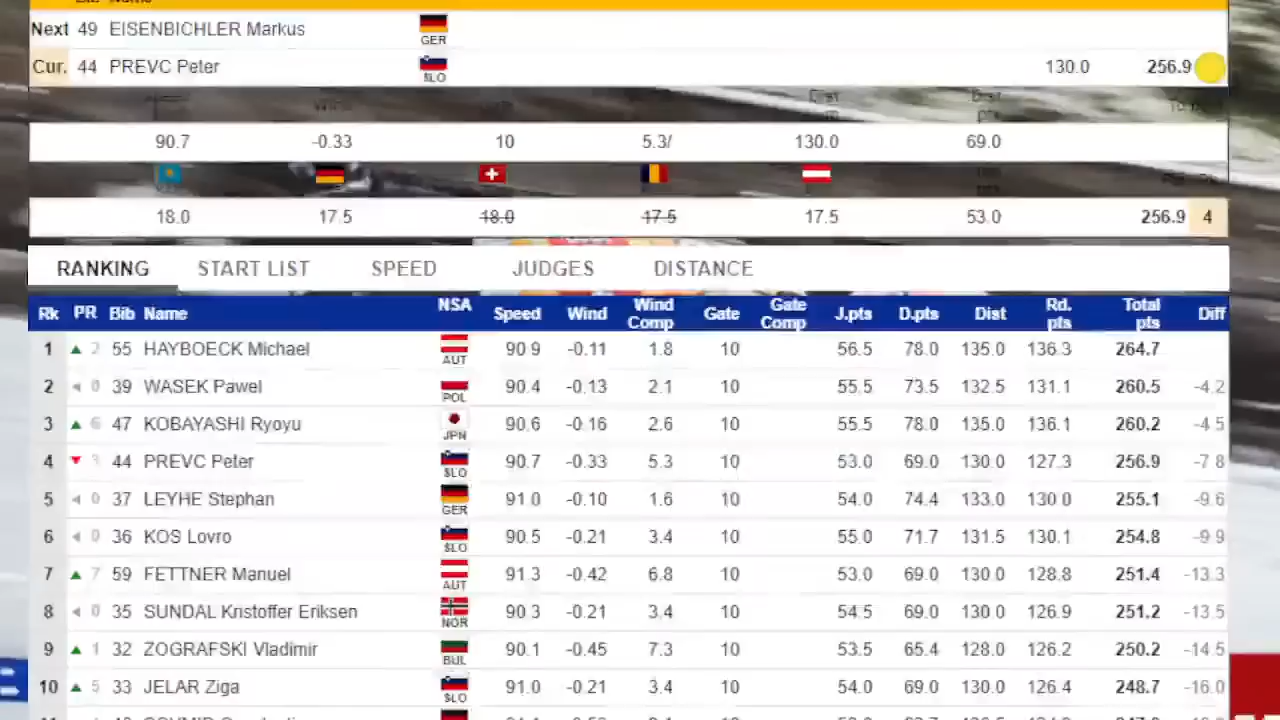 Next 49 EISENBICHLER Markus GER
Cur. 44 PREVC Peter SLO 130.0 256.9
90.7 -0.33 10 5.3/ 130.0 69.0
18.0 17.5 18.0 17.5 17.5 53.0 256.9 4
RANKING START LIST SPEED JUDGES DISTANCE
Rk PR Bib Name NSA Speed Wind Wind Comp Gate Gate Comp J.pts D.pts Dist Rd. pts Total pts Diff
1 2 55 HAYBOECK Michael AUT 90.9 -0.11 1.8 10 56.5 78.0 135.0 136.3 264.7
2 0 39 WASEK Pawel POL 90.4 -0.13 2.1 10 55.5 73.5 132.5 131.1 260.5 -4.2
3 6 47 KOBAYASHI Ryoyu JPN 90.6 -0.16 2.6 10 55.5 78.0 135.0 136.1 260.2 -4.5
4 3 44 PREVC Peter SLO 90.7 -0.33 5.3 10 53.0 69.0 130.0 127.3 256.9 -7.8
5 0 37 LEYHE Stephan GER 91.0 -0.10 1.6 10 54.0 74.4 133.0 130.0 255.1 -9.6
6 0 36 KOS Lovro SLO 90.5 -0.21 3.4 10 55.0 71.7 131.5 130.1 254.8 -9.9
7 7 59 FETTNER Manuel AUT 91.3 -0.42 6.8 10 53.0 69.0 130.0 128.8 251.4 -13.3
8 0 35 SUNDAL Kristoffer Eriksen NOR 90.3 -0.21 3.4 10 54.5 69.0 130.0 126.9 251.2 -13.5
9 1 32 ZOGRAFSKI Vladimir BUL 90.1 -0.45 7.3 10 53.5 65.4 128.0 126.2 250.2 -14.5
10 5 33 JELAR Ziga SLO 91.0 -0.21 3.4 10 54.0 69.0 130.0 126.4 248.7 -16.0